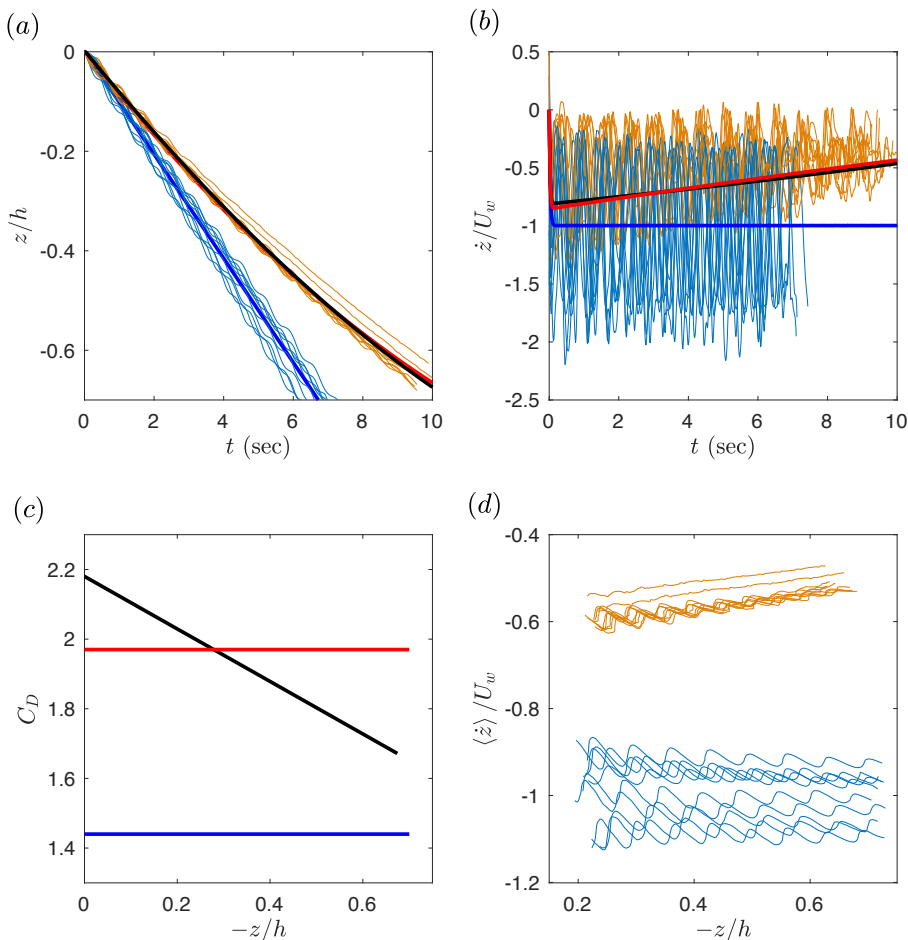 (a)
0
-0.2
-0.4
-0.6
z/h
0 2 4 6 8 10
t (sec)
(b)
0.5
0
-0.5
-1
-1.5
-2
-2.5
ż/U_w
0 2 4 6 8 10
t (sec)
(c)
2.2
2
1.8
1.6
1.4
C_D
0 0.2 0.4 0.6
−z/h
(d)
-0.4
-0.6
-0.8
-1
-1.2
⟨ż⟩ /U_w
0.2 0.4 0.6
−z/h